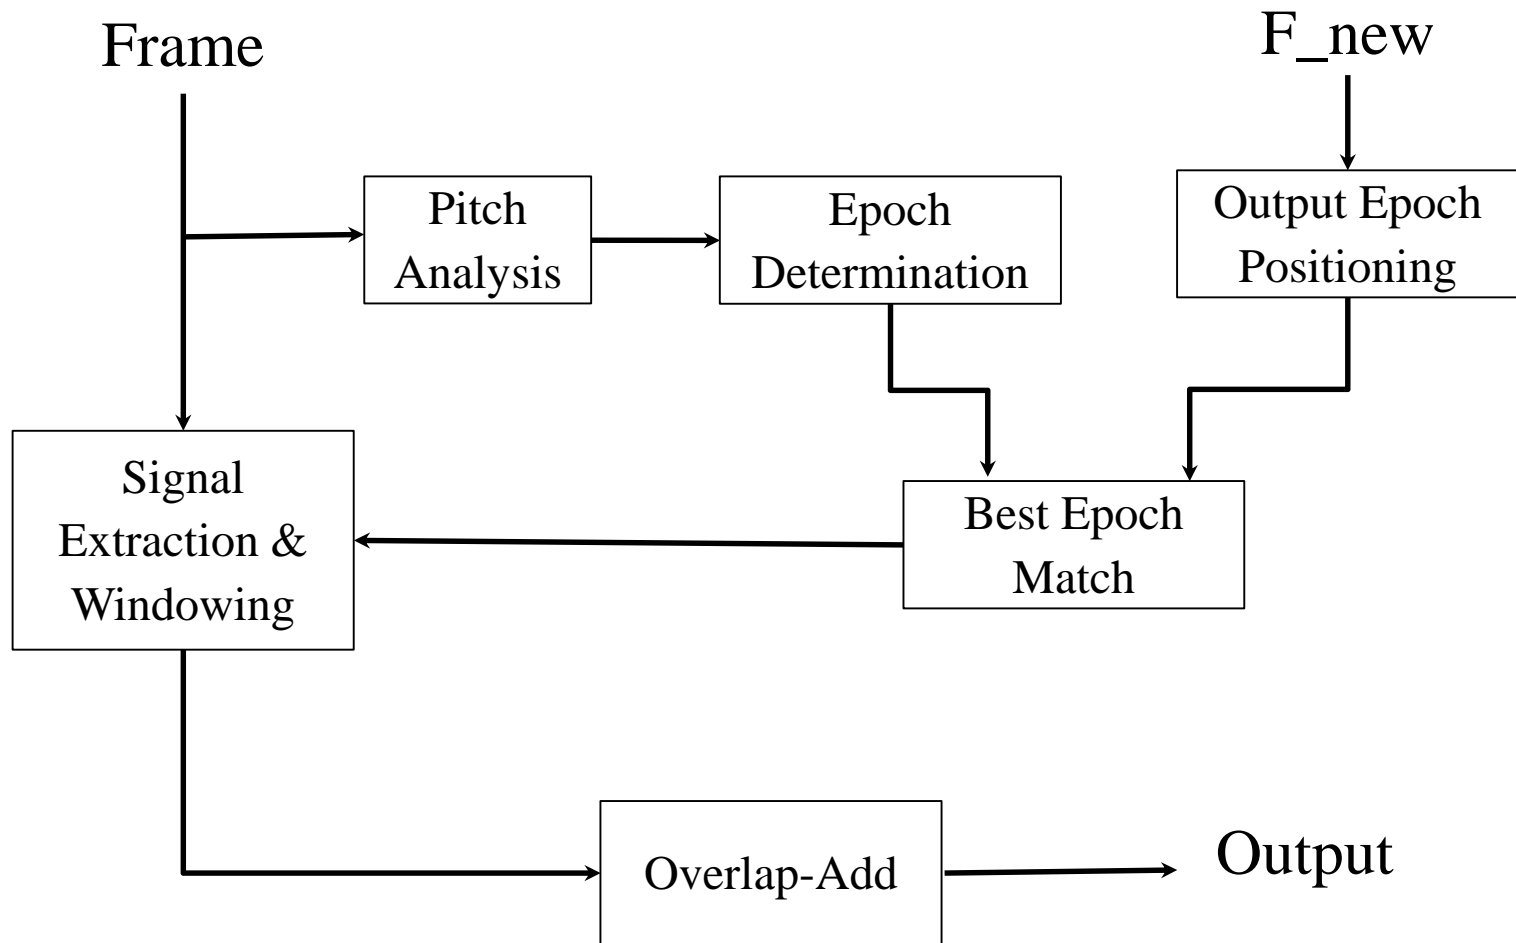 Frame
F_new
Pitch
Analysis
Epoch
Determination
Output Epoch
Positioning
Signal
Extraction &
Windowing
Best Epoch
Match
Overlap-Add
Output